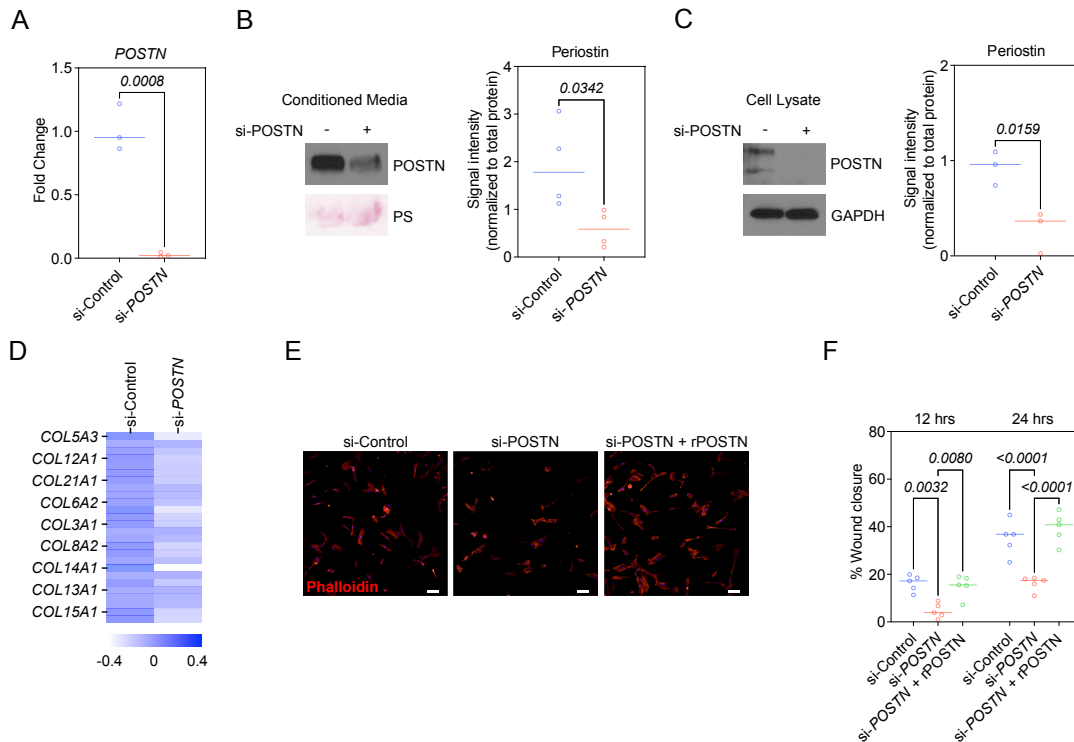 A
POSTN
1.5
1.0
0.5
0.0
Fold Change
0.0008
si-Control
si-POSTN
B
Conditioned Media
si-POSTN - +
POSTN
PS
Periostin
4
3
2
1
0
Signal intensity
(normalized to total protein)
0.0342
si-Control
si-POSTN
C
Cell Lysate
si-POSTN - +
POSTN
GAPDH
Periostin
2
1
0
Signal intensity
(normalized to total protein)
0.0159
si-Control
si-POSTN
D
si-Control
si-POSTN
COL5A3
COL12A1
COL21A1
COL6A2
COL3A1
COL8A2
COL14A1
COL13A1
COL15A1
-0.4 0 0.4
E
si-Control
si-POSTN
si-POSTN + rPOSTN
Phalloidin
F
12 hrs 24 hrs
80
60
40
20
0
% Wound closure
0.0080
0.0032
<0.0001
<0.0001
si-Control
si-POSTN
si-POSTN + rPOSTN
si-Control
si-POSTN
si-POSTN + rPOSTN